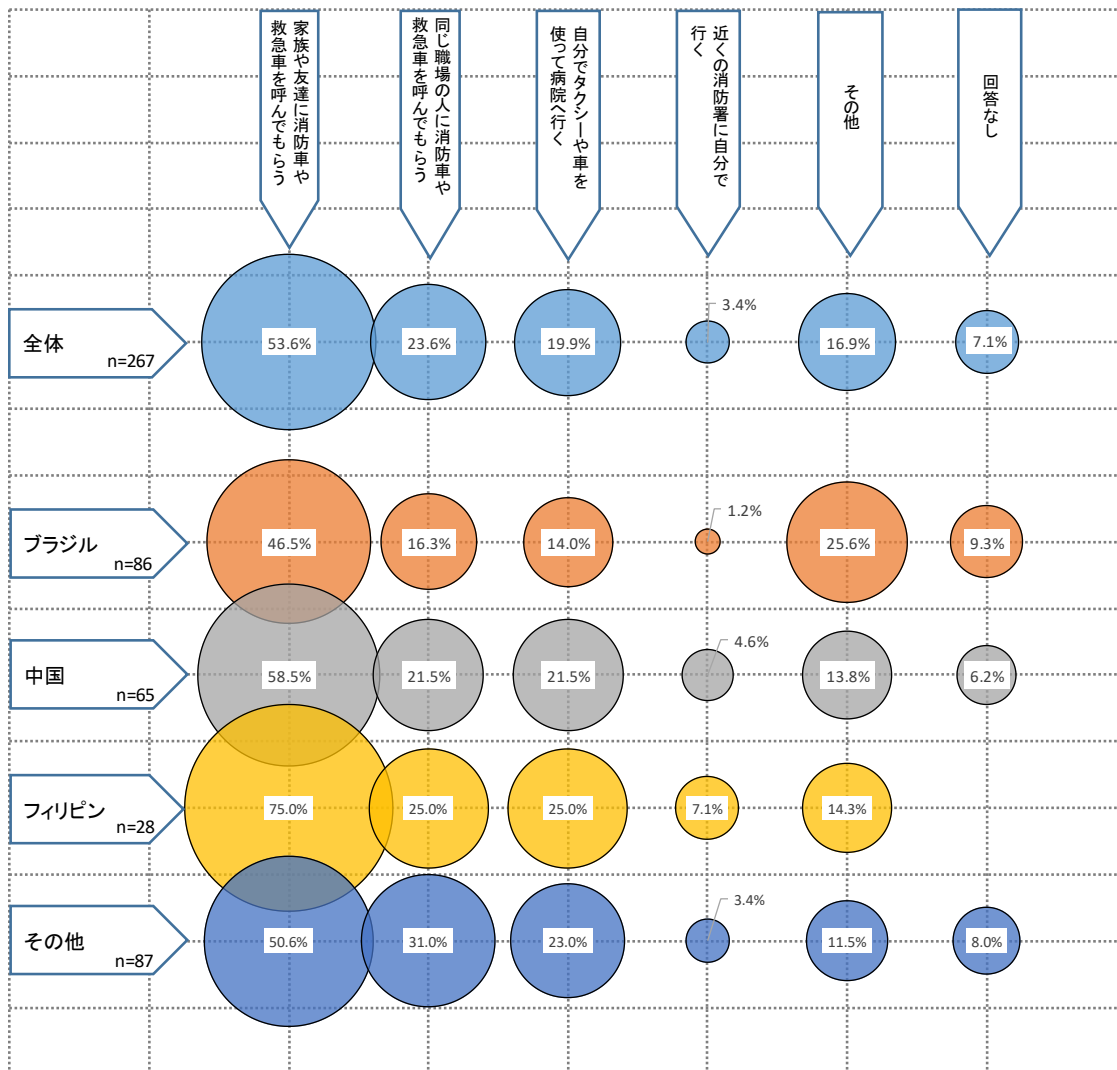 家族や友達に消防車や
救急車を呼んでもらう
同じ職場の人に消防車や
救急車を呼んでもらう
自分でタクシーや車を
使って病院へ行く
近くの消防署に自分で
行く
その他
回答なし
全体
n=267
53.6%
23.6%
19.9%
3.4%
16.9%
7.1%
ブラジル
n=86
46.5%
16.3%
14.0%
1.2%
25.6%
9.3%
中国
n=65
58.5%
21.5%
21.5%
4.6%
13.8%
6.2%
フィリピン
n=28
75.0%
25.0%
25.0%
7.1%
14.3%
その他
n=87
50.6%
31.0%
23.0%
3.4%
11.5%
8.0%